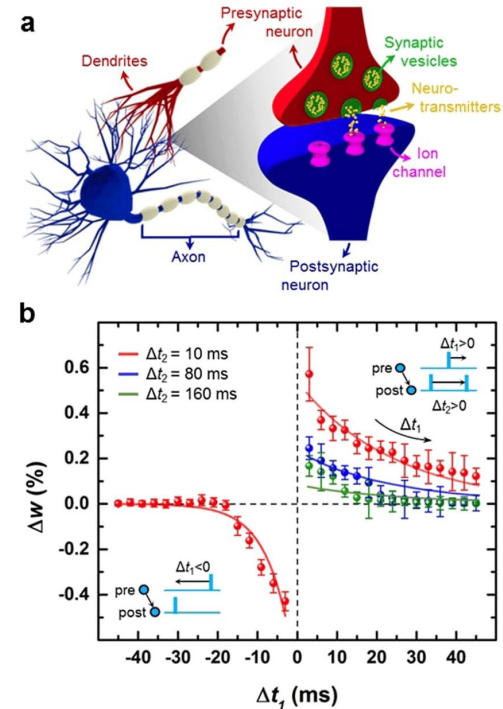 a
Presynaptic
neuron
Dendrites
Synaptic
vesicles
Neuro-
transmitters
Ion
channel
Axon
Postsynaptic
neuron
b
Δt2 = 10 ms
Δt2 = 80 ms
Δt2 = 160 ms
Δt1>0
pre
post
Δt2>0
Δt1
Δt1<0
pre
post
0.6
0.4
0.2
0.0
-0.2
-0.4
Δw (%)
-40 -30 -20 -10 0 10 20 30 40
Δt1 (ms)